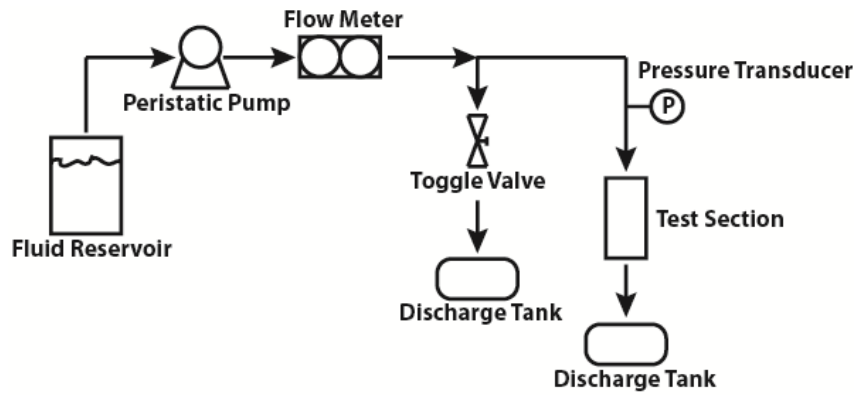 Flow Meter
Pressure Transducer
Peristatic Pump
P
Toggle Valve
Test Section
Fluid Reservoir
Discharge Tank
Discharge Tank